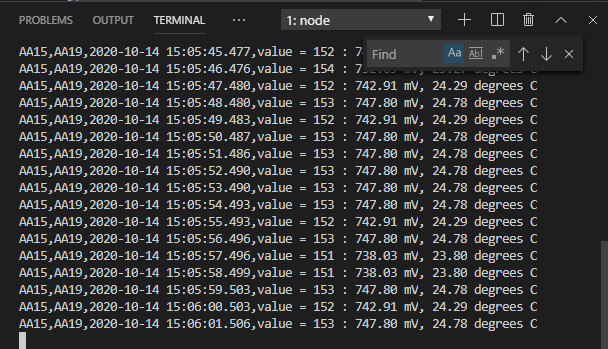 PROBLEMS OUTPUT TERMINAL ... 1: node
Find Aa Abl .*
AA15,AA19,2020-10-14 15:05:45.477,value = 152 : 7
AA15,AA19,2020-10-14 15:05:46.476,value = 154 :
AA15,AA19,2020-10-14 15:05:47.480,value = 152 : 742.91 mV, 24.29 degrees C
AA15,AA19,2020-10-14 15:05:48.480,value = 153 : 747.80 mV, 24.78 degrees C
AA15,AA19,2020-10-14 15:05:49.483,value = 152 : 742.91 mV, 24.29 degrees C
AA15,AA19,2020-10-14 15:05:50.487,value = 153 : 747.80 mV, 24.78 degrees C
AA15,AA19,2020-10-14 15:05:51.486,value = 153 : 747.80 mV, 24.78 degrees C
AA15,AA19,2020-10-14 15:05:52.490,value = 153 : 747.80 mV, 24.78 degrees C
AA15,AA19,2020-10-14 15:05:53.490,value = 153 : 747.80 mV, 24.78 degrees C
AA15,AA19,2020-10-14 15:05:54.493,value = 153 : 747.80 mV, 24.78 degrees C
AA15,AA19,2020-10-14 15:05:55.493,value = 152 : 742.91 mV, 24.29 degrees C
AA15,AA19,2020-10-14 15:05:56.496,value = 153 : 747.80 mV, 24.78 degrees C
AA15,AA19,2020-10-14 15:05:57.496,value = 151 : 738.03 mV, 23.80 degrees C
AA15,AA19,2020-10-14 15:05:58.499,value = 151 : 738.03 mV, 23.80 degrees C
AA15,AA19,2020-10-14 15:05:59.503,value = 153 : 747.80 mV, 24.78 degrees C
AA15,AA19,2020-10-14 15:06:00.503,value = 152 : 742.91 mV, 24.29 degrees C
AA15,AA19,2020-10-14 15:06:01.506,value = 153 : 747.80 mV, 24.78 degrees C